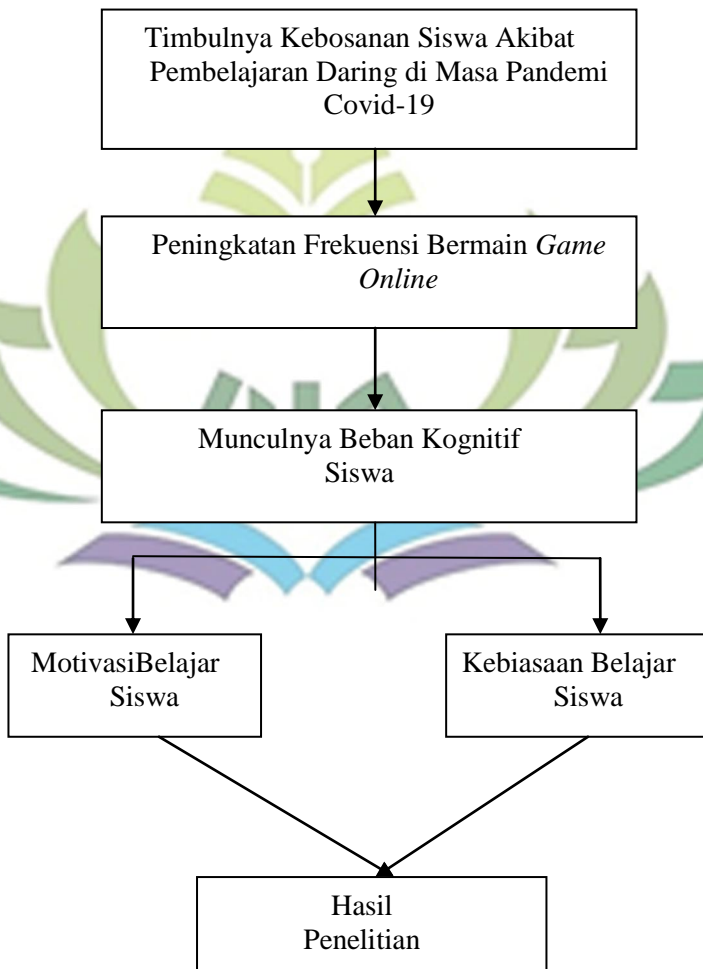 Timbulnya Kebosanan Siswa Akibat
Pembelajaran Daring di Masa Pandemi
Covid-19
Peningkatan Frekuensi Bermain Game
Online
Munculnya Beban Kognitif
Siswa
MotivasiBelajar
Siswa
Kebiasaan Belajar
Siswa
Hasil
Penelitian